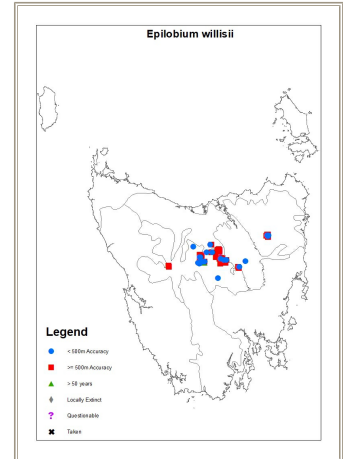 Epilobium willisii
Legend
< 500m Accuracy
>= 500m Accuracy
> 50 years
Locally Extinct
? Questionable
Taken